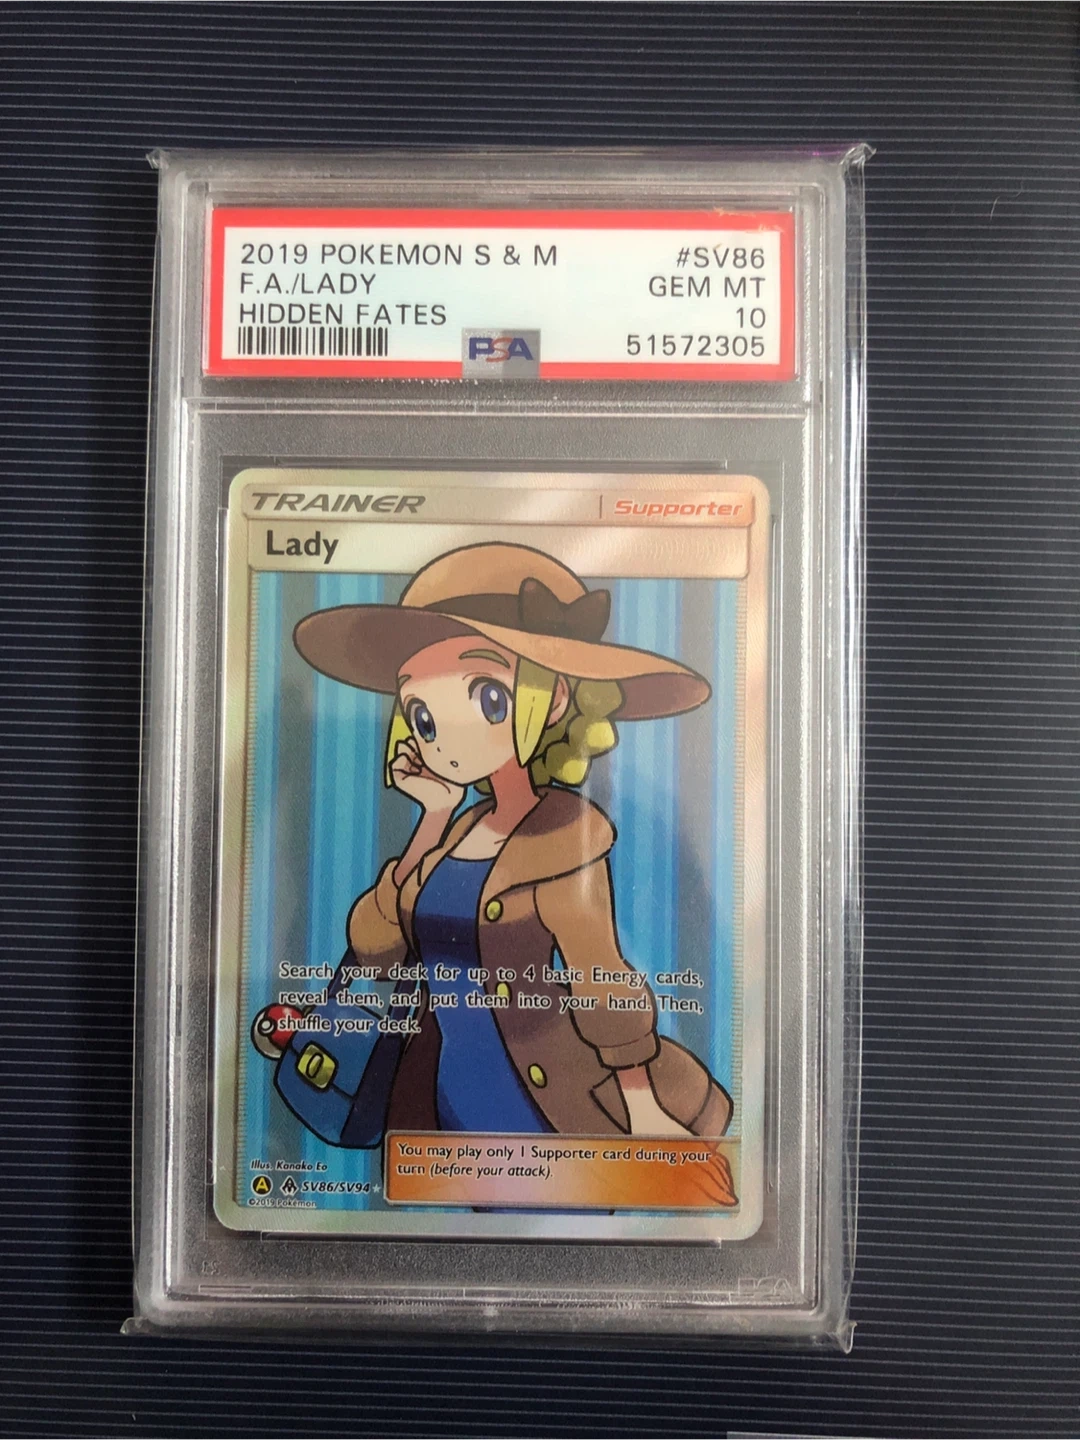 2019 POKEMON S & M #SV86
F.A./LADY GEM MT
HIDDEN FATES 10
PSA 51572305
TRAINER Supporter
Lady
Search your deck for up to 4 basic Energy cards,
reveal them, and put them into your hand. Then,
shuffle your deck.
You may play only 1 Supporter card during your
turn (before your attack).
Illus. Kanako Eo
A SV86/SV94
©2019 Pokémon
PSA